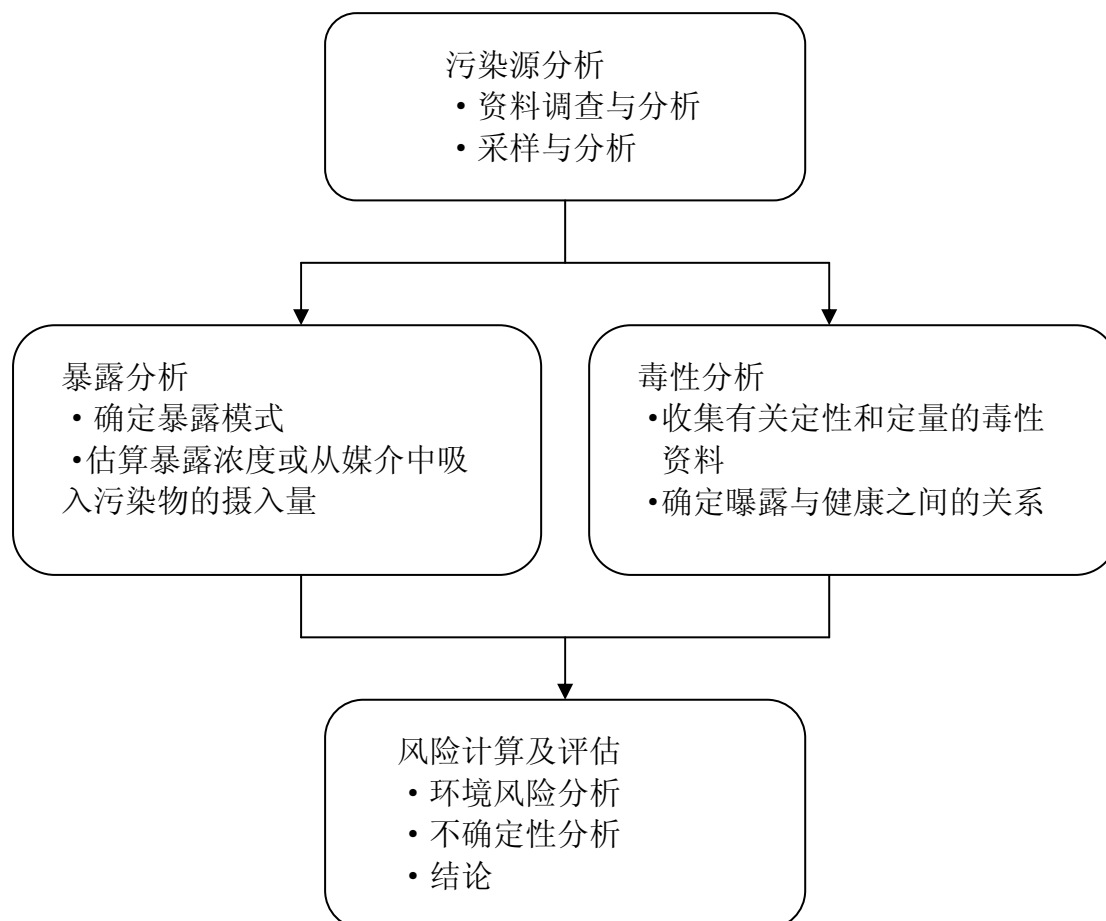 污染源分析
·资料调查与分析
·采样与分析
暴露分析
·确定暴露模式
·估算暴露浓度或从媒介中吸
入污染物的摄入量
毒性分析
·收集有关定性和定量的毒性
资料
·确定曝露与健康之间的关系
风险计算及评估
·环境风险分析
·不确定性分析
·结论